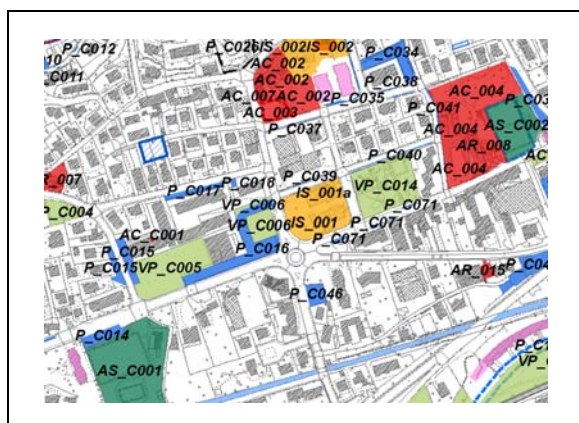 P_C012
P_C026 IS_002 IS_002
P_C034
10
P_C011
AC_002
AC_002
P_C038
AC_007 AC_002
P_C035
AC_004
AC_003
P_C041
P_C037
AC_004
AS_C002
AR_008
P_C040
AC_004
P_C039
P_C018
P_C017
IS_001a
VP_C014
P_C004
VP_C006
P_C071
VP_C006
IS_001
P_C071
AC_C001
P_C071
P_C015
P_C016
P_C015 VP_C005
AR_015
P_C046
P_C014
AS_C001